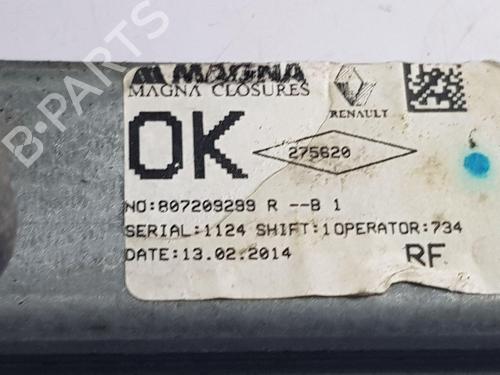 MAGNA
MAGNA CLOSURES
RENAULT
OK
275620
NO:807209299 R --B 1
SERIAL:1124 SHIFT:1OPERATOR:734
DATE:13.02.2014
RF
B-PARTS